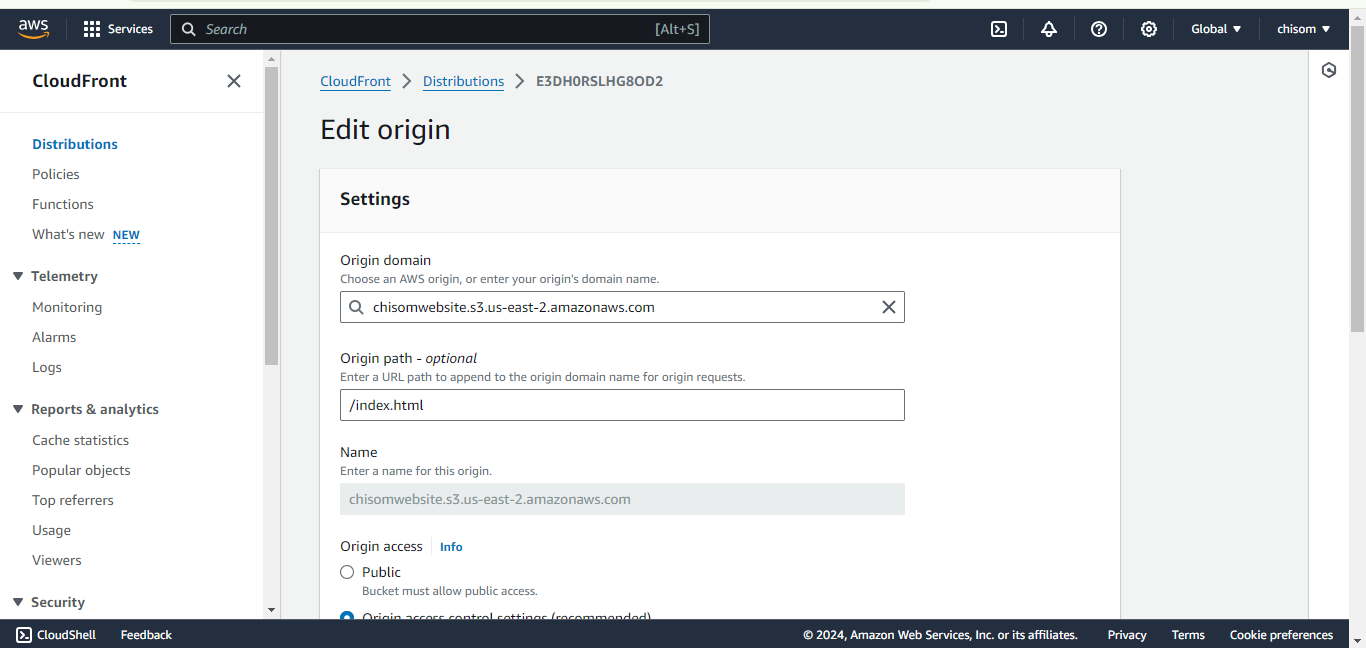 aws Services Search [Alt+S] Global chisom
CloudFront
Distributions
Policies
Functions
What's new NEW
Telemetry
Monitoring
Alarms
Logs
Reports & analytics
Cache statistics
Popular objects
Top referrers
Usage
Viewers
Security
CloudFront Distributions E3DH0RSLHG8OD2
Edit origin
Settings
Origin domain
Choose an AWS origin, or enter your origin's domain name.
chisomwebsite.s3.us-east-2.amazonaws.com
Origin path - optional
Enter a URL path to append to the origin domain name for origin requests.
/index.html
Name
Enter a name for this origin.
chisomwebsite.s3.us-east-2.amazonaws.com
Origin access Info
Public
Bucket must allow public access.
Origin access control settings (recommended)
CloudShell Feedback © 2024, Amazon Web Services, Inc. or its affiliates. Privacy Terms Cookie preferences